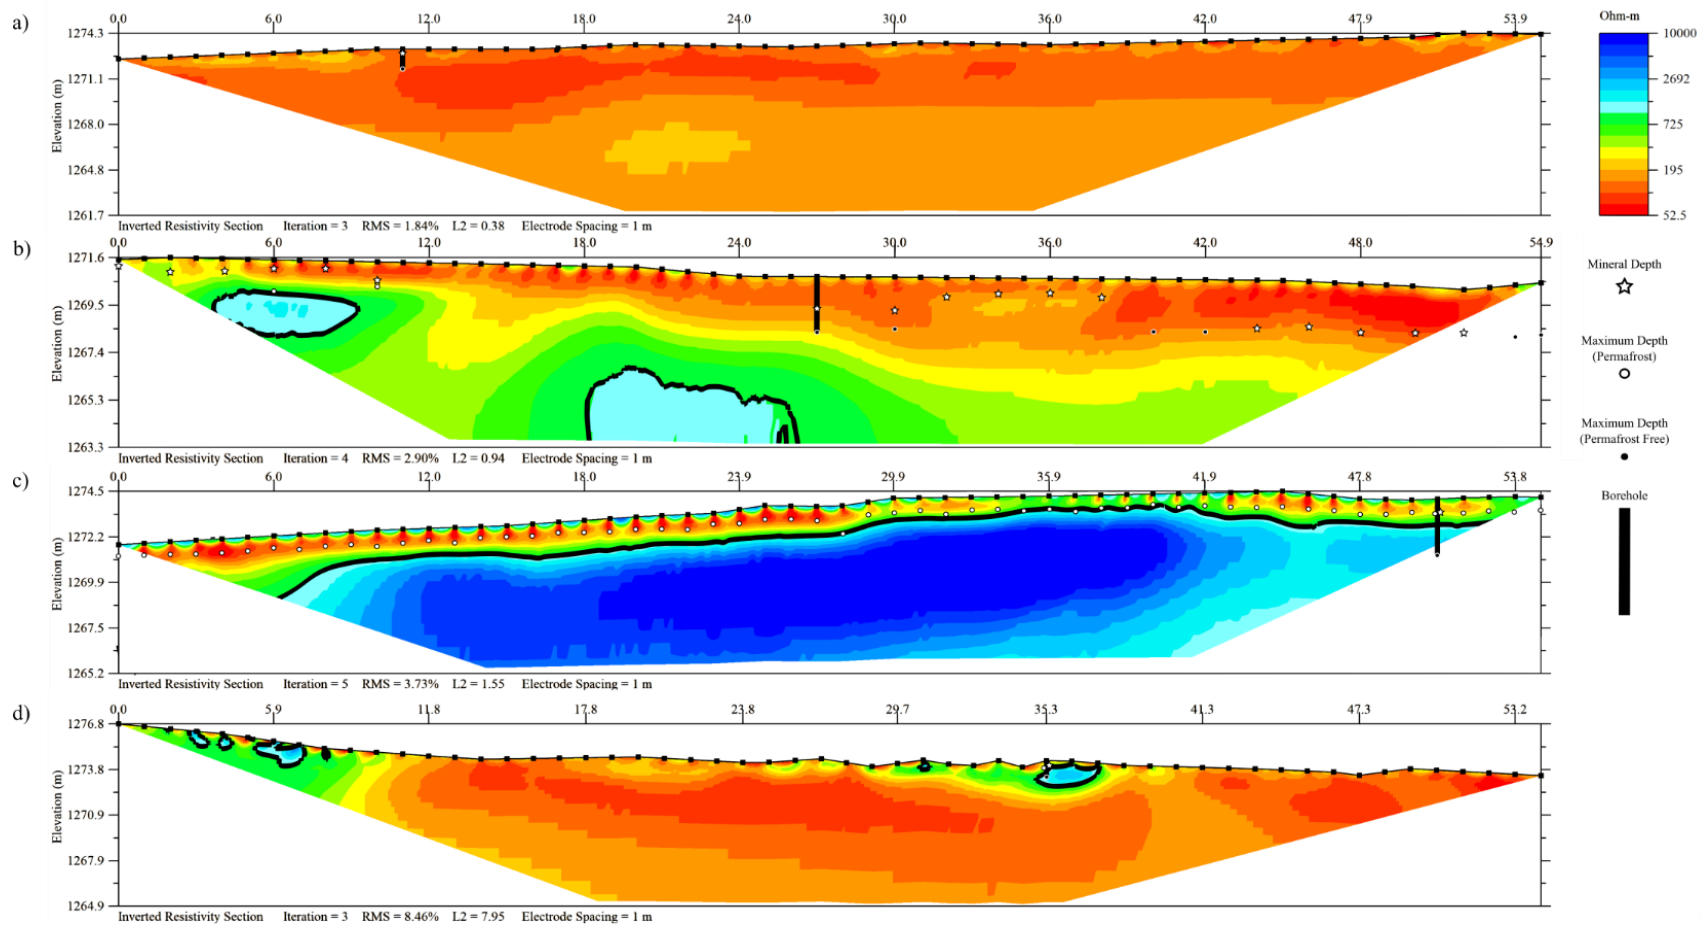 a)
0.0 6.0 12.0 18.0 24.0 30.0 36.0 42.0 47.9 53.9
1274.3
1271.1
1268.0
1264.8
1261.7
Elevation (m)
Inverted Resistivity Section Iteration = 3 RMS = 1.84% L2 = 0.38 Electrode Spacing = 1 m
b)
0.0 6.0 12.0 18.0 24.0 30.0 36.0 42.0 48.0 54.9
1271.6
1269.5
1267.4
1265.3
1263.3
Elevation (m)
Inverted Resistivity Section Iteration = 4 RMS = 2.90% L2 = 0.94 Electrode Spacing = 1 m
c)
0.0 6.0 12.0 17.9 23.9 29.9 35.9 41.9 47.8 53.8
1274.5
1272.2
1269.9
1267.5
1265.2
Elevation (m)
Inverted Resistivity Section Iteration = 5 RMS = 3.73% L2 = 1.55 Electrode Spacing = 1 m
d)
0.0 5.9 11.8 17.8 23.8 29.7 35.3 41.3 47.3 53.2
1276.8
1273.8
1270.9
1267.9
1264.9
Elevation (m)
Inverted Resistivity Section Iteration = 3 RMS = 8.46% L2 = 7.95 Electrode Spacing = 1 m
Ohm-m
10000
2692
725
195
52.5
Mineral Depth
Maximum Depth
(Permafrost)
Maximum Depth
(Permafrost Free)
Borehole